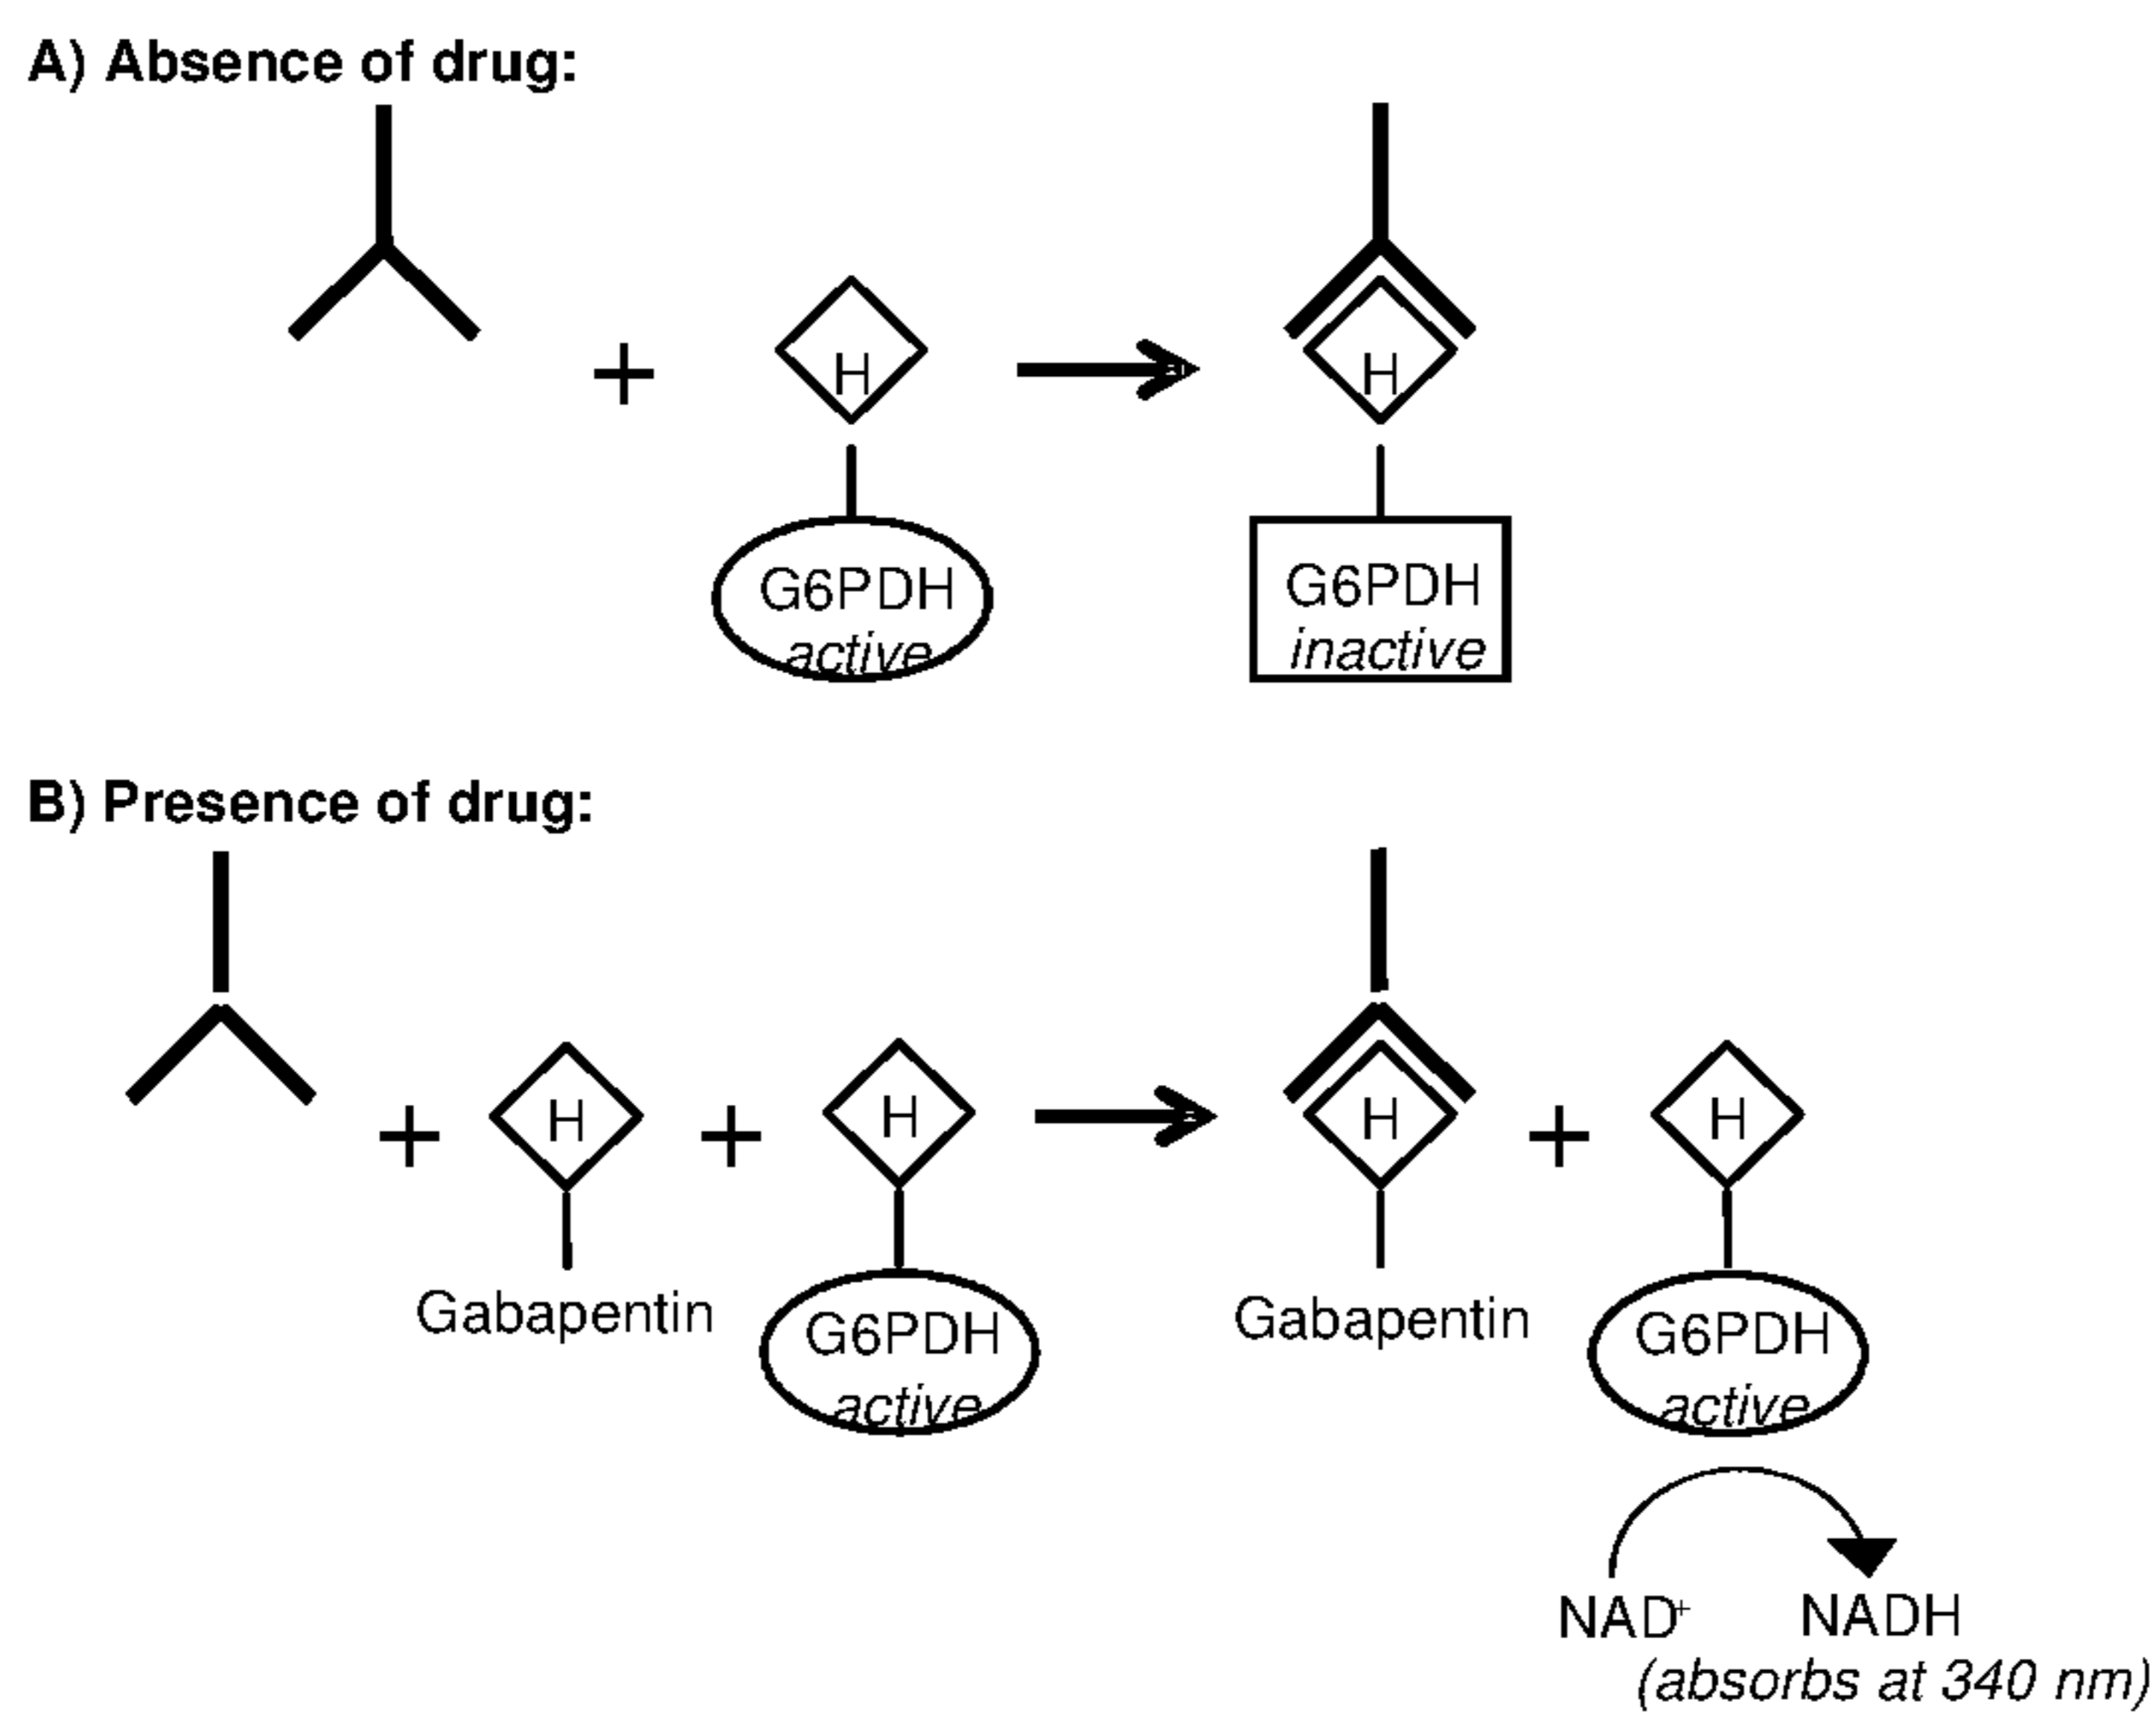 A) Absence of drug:
H
H
G6PDH
active
G6PDH
inactive
B) Presence of drug:
H
H
H
H
Gabapentin
G6PDH
active
Gabapentin
G6PDH
active
NAD+
NADH
(absorbs at 340 nm)